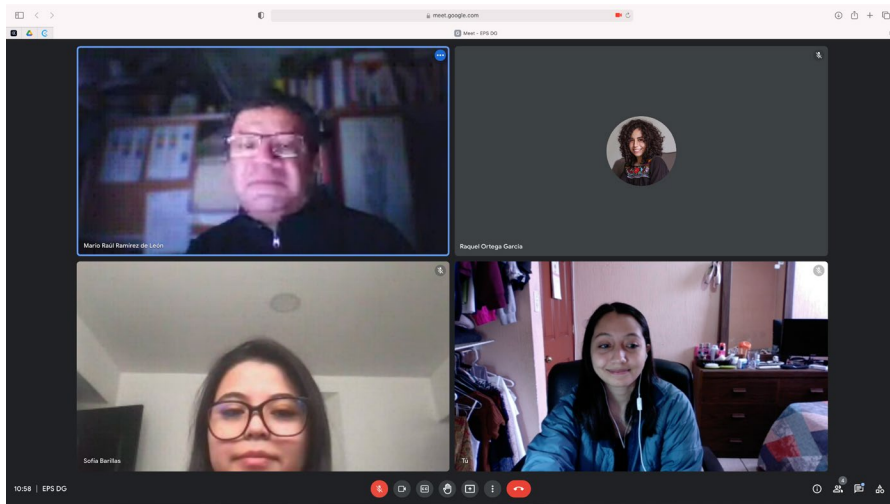 meet.google.com
Meet - EPS DG
Mario Raúl Ramírez de León
Raquel Ortega García
Sofía Barillas
Tú
10:58 | EPS DG
4